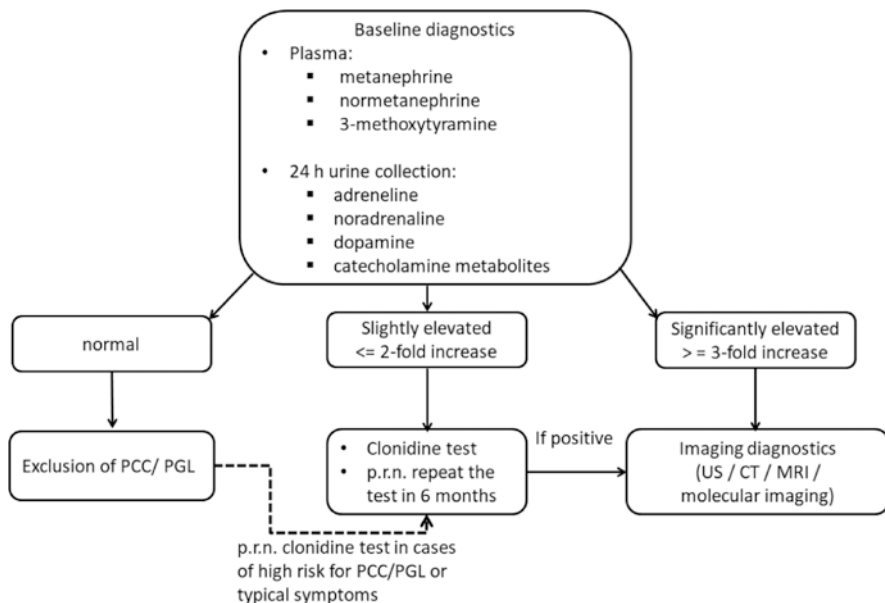 Baseline diagnostics
• Plasma:
▪ metanephrine
▪ normetanephrine
▪ 3-methoxytyramine
• 24 h urine collection:
▪ adreneline
▪ noradrenaline
▪ dopamine
▪ catecholamine metabolites
normal
Slightly elevated
<= 2-fold increase
Significantly elevated
> = 3-fold increase
Exclusion of PCC/ PGL
• Clonidine test
• p.r.n. repeat the
test in 6 months
If positive
Imaging diagnostics
(US / CT / MRI /
molecular imaging)
p.r.n. clonidine test in cases
of high risk for PCC/PGL or
typical symptoms